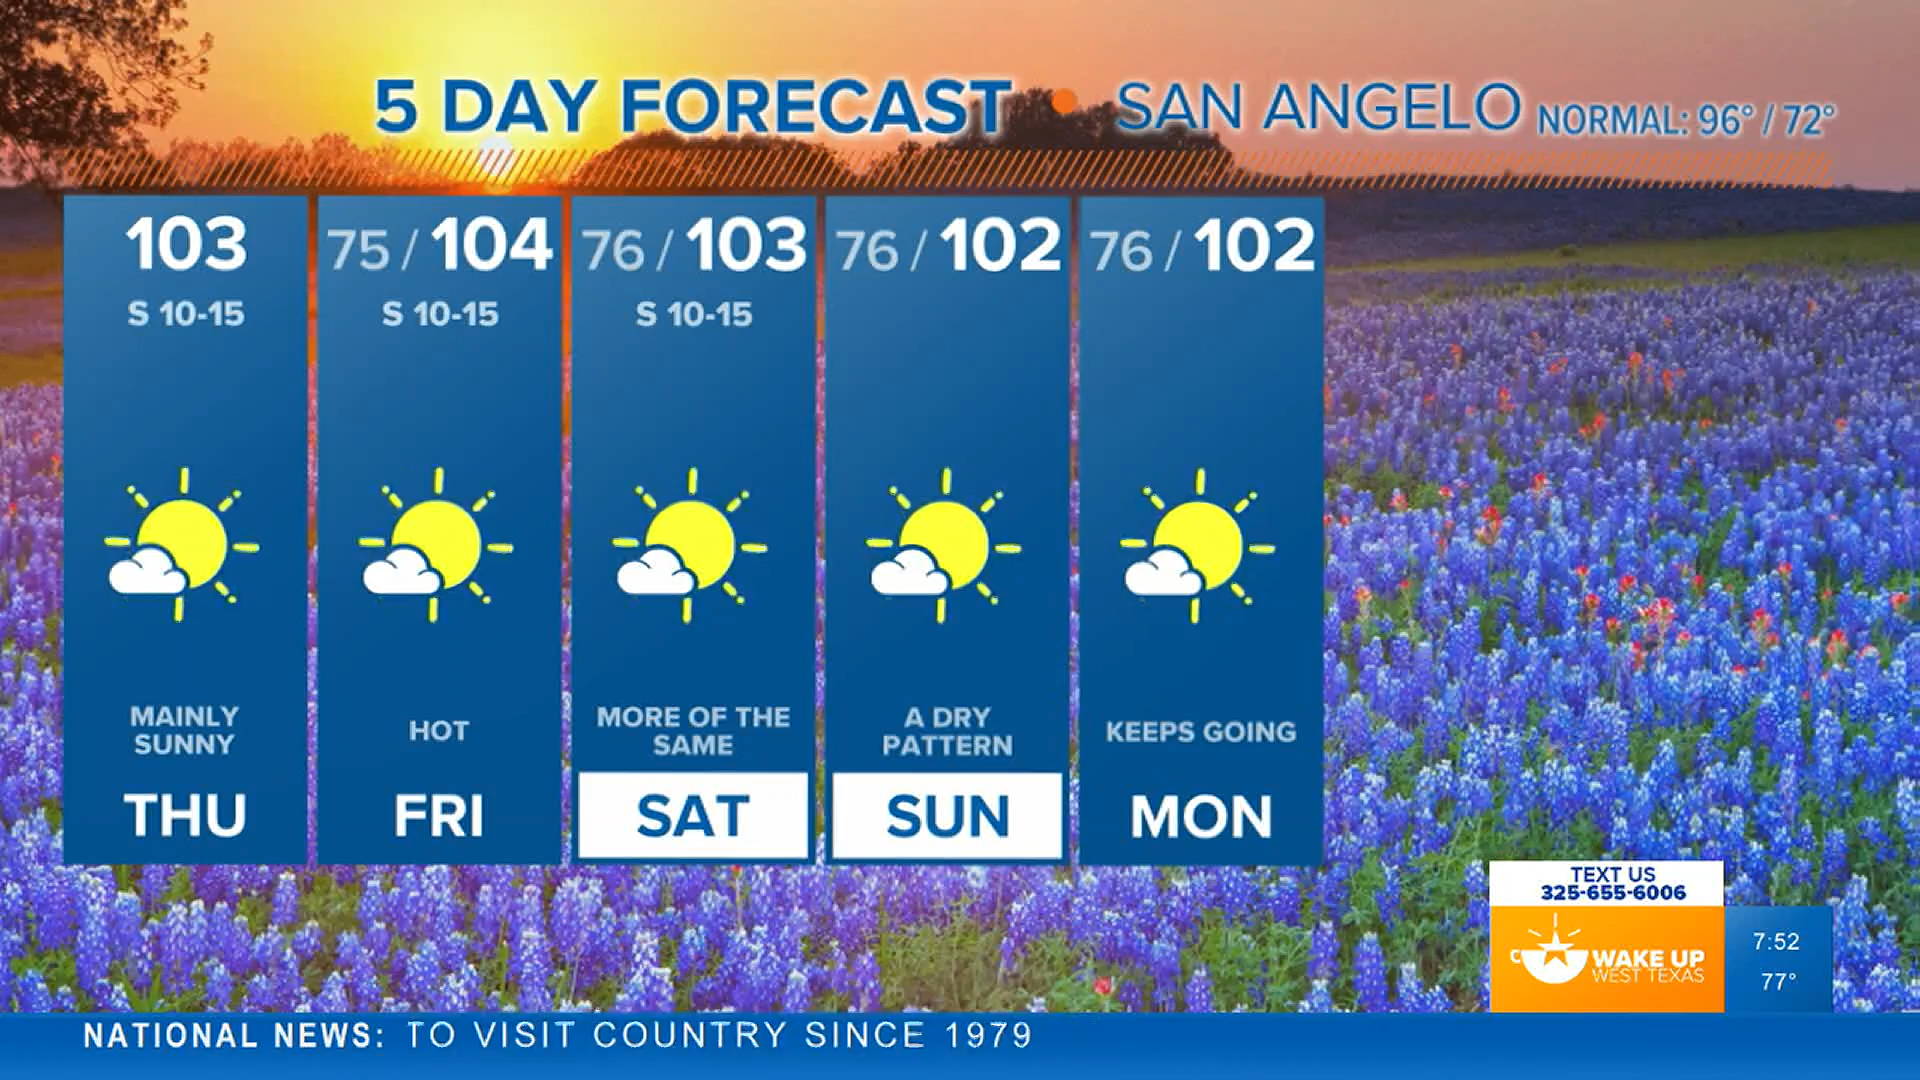 5 DAY FORECAST • SAN ANGELO NORMAL: 96° / 72°
103
S 10-15
MAINLY
SUNNY
THU
75 / 104
S 10-15
HOT
FRI
76 / 103
S 10-15
MORE OF THE
SAME
SAT
76 / 102
A DRY
PATTERN
SUN
76 / 102
KEEPS GOING
MON
TEXT US
325-655-6006
WAKE UP
WEST TEXAS
7:52
77°
NATIONAL NEWS: TO VISIT COUNTRY SINCE 1979